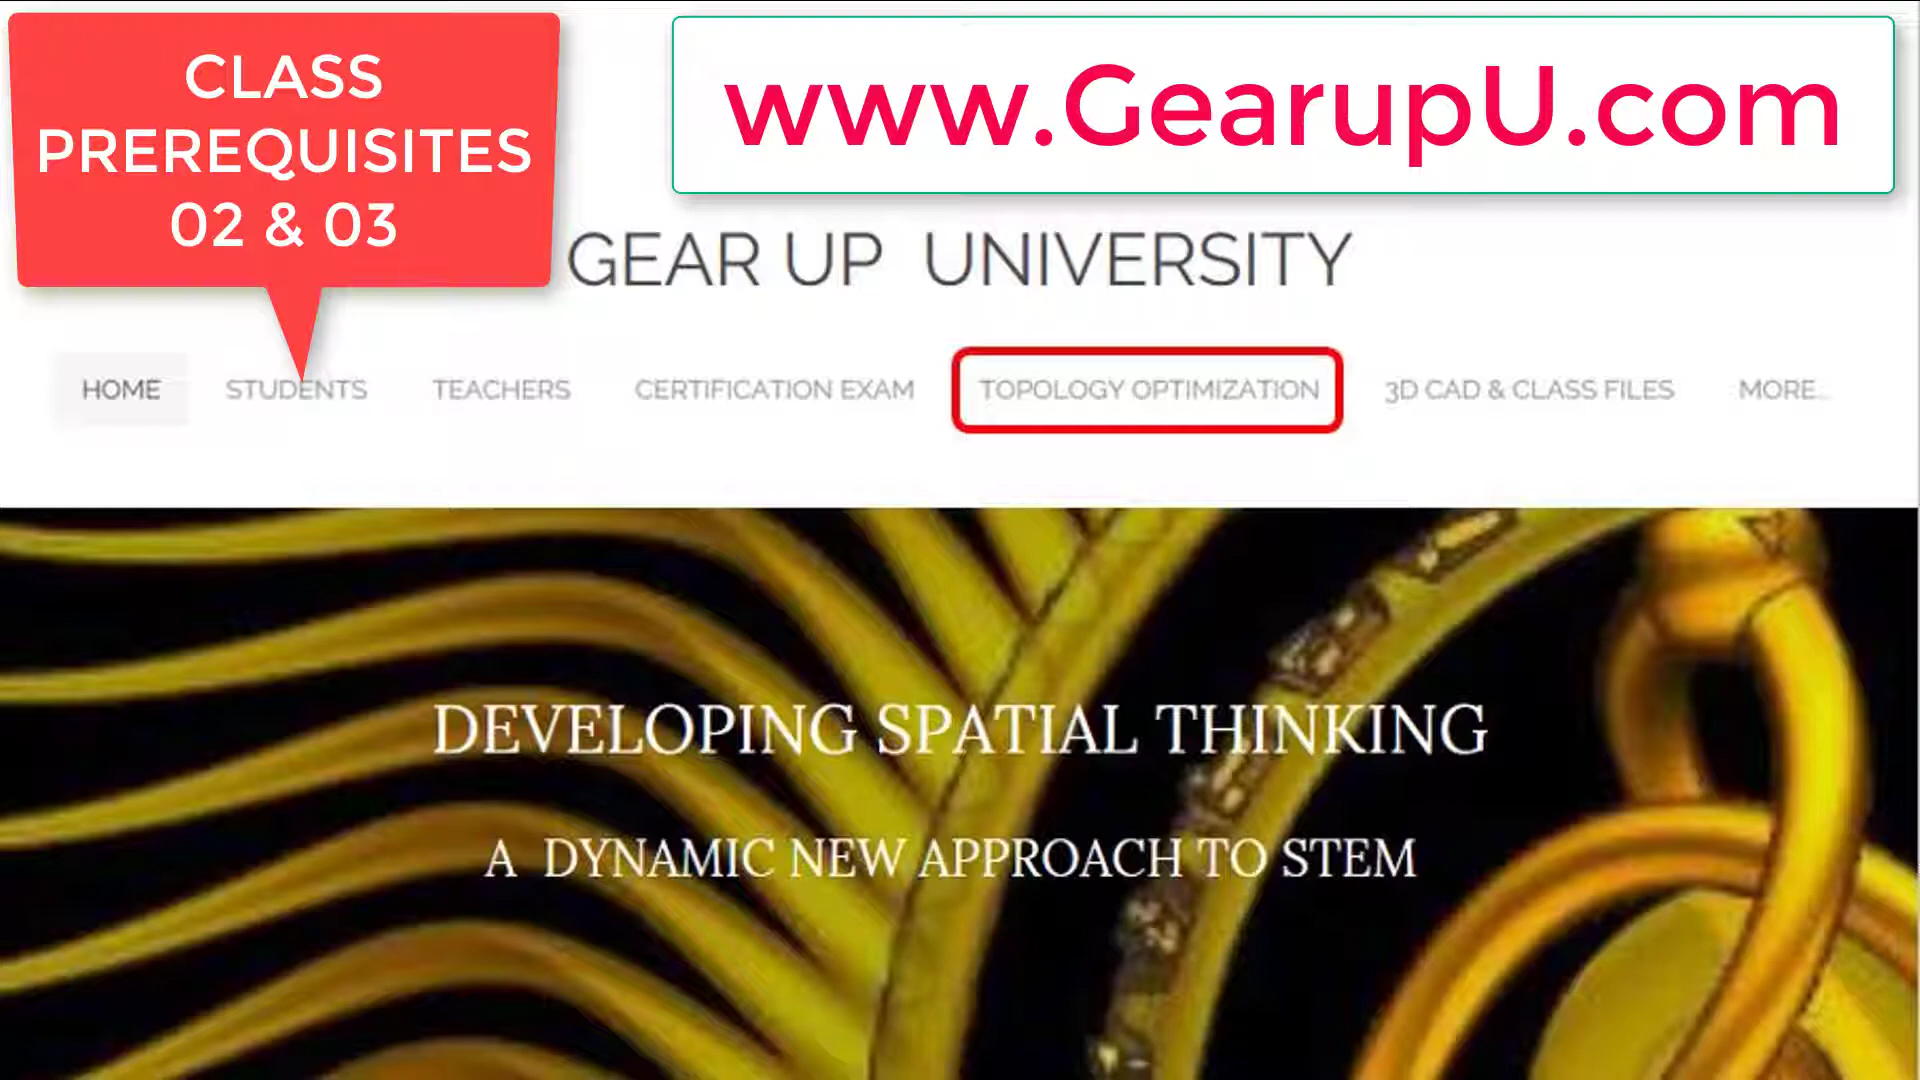 CLASS
PREREQUISITES
02 & 03
www.GearupU.com
GEAR UP UNIVERSITY
HOME STUDENTS TEACHERS CERTIFICATION EXAM TOPOLOGY OPTIMIZATION 3D CAD & CLASS FILES MORE...
DEVELOPING SPATIAL THINKING
A DYNAMIC NEW APPROACH TO STEM